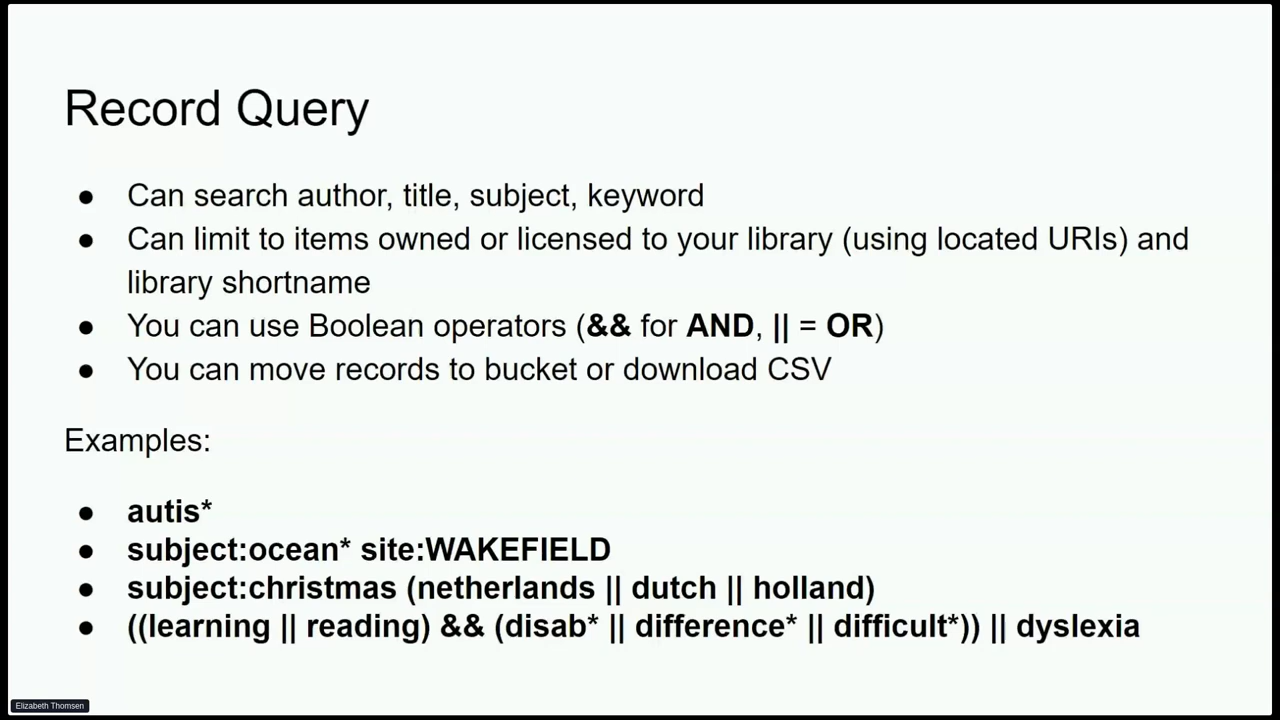 Record Query
● Can search author, title, subject, keyword
● Can limit to items owned or licensed to your library (using located URIs) and
library shortname
● You can use Boolean operators (&& for AND, || = OR)
● You can move records to bucket or download CSV
Examples:
● autis*
● subject:ocean* site:WAKEFIELD
● subject:christmas (netherlands || dutch || holland)
● ((learning || reading) && (disab* || difference* || difficult*)) || dyslexia
Elizabeth Thomsen